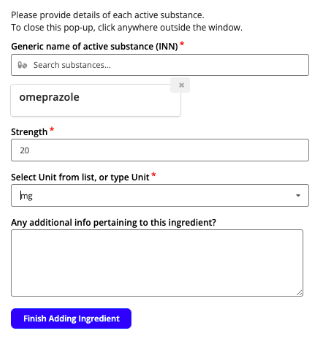 Please provide details of each active substance.
To close this pop-up, click anywhere outside the window.
Generic name of active substance (INN) *
Search substances...
×
omeprazole
Strength *
20
Select Unit from list, or type Unit *
mg
Any additional info pertaining to this ingredient?
Finish Adding Ingredient